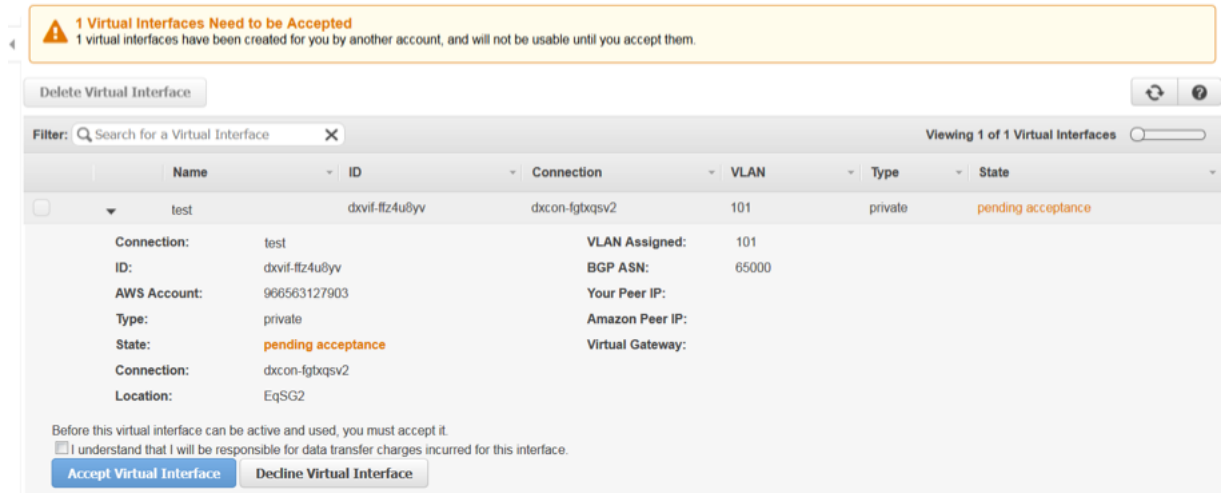 1 Virtual Interfaces Need to be Accepted
1 virtual interfaces have been created for you by another account, and will not be usable until you accept them.
Delete Virtual Interface
Filter: Search for a Virtual Interface Viewing 1 of 1 Virtual Interfaces
Name ID Connection VLAN Type State
test dxvif-ffz4u8yv dxcon-fgtxqsv2 101 private pending acceptance
Connection: test VLAN Assigned: 101
ID: dxvif-ffz4u8yv BGP ASN: 65000
AWS Account: 966563127903 Your Peer IP:
Type: private Amazon Peer IP:
State: pending acceptance Virtual Gateway:
Connection: dxcon-fgtxqsv2
Location: EqSG2
Before this virtual interface can be active and used, you must accept it.
I understand that I will be responsible for data transfer charges incurred for this interface.
Accept Virtual Interface Decline Virtual Interface